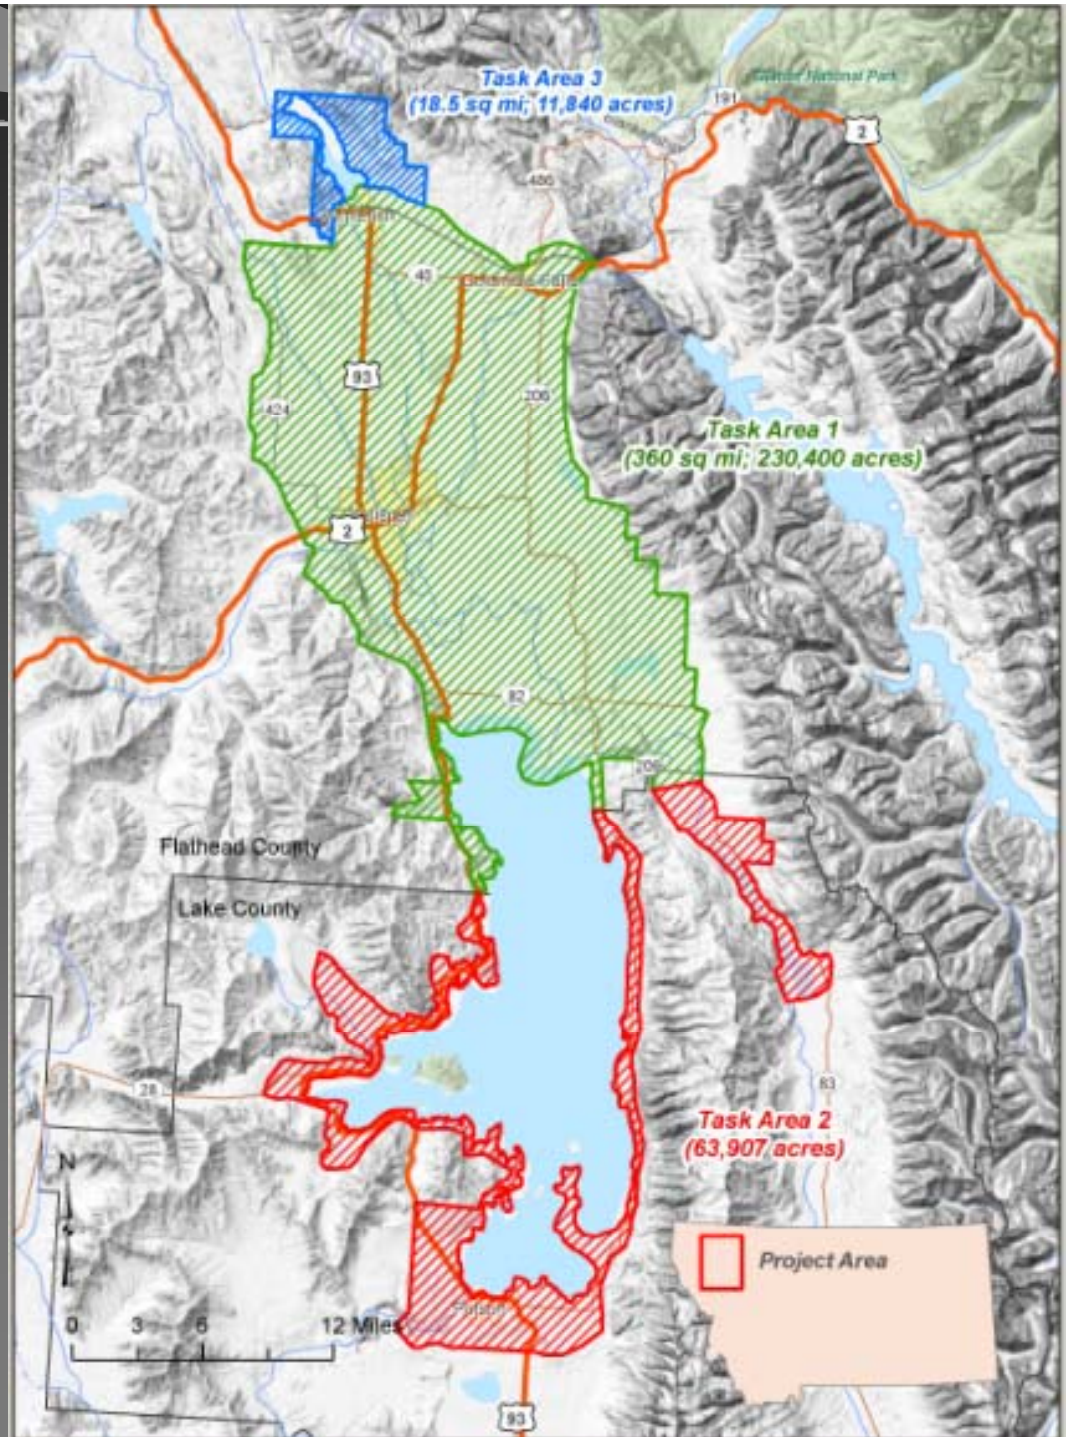 Task Area 3
(18.5 sq mi; 11,840 acres)
Glacier National Park
191
2
486
40
93
206
424
Task Area 1
(360 sq mi; 230,400 acres)
2
82
209
Flathead County
Lake County
28
83
Task Area 2
(63,907 acres)
N
Project Area
Polson
0 3 6 12 Miles
93